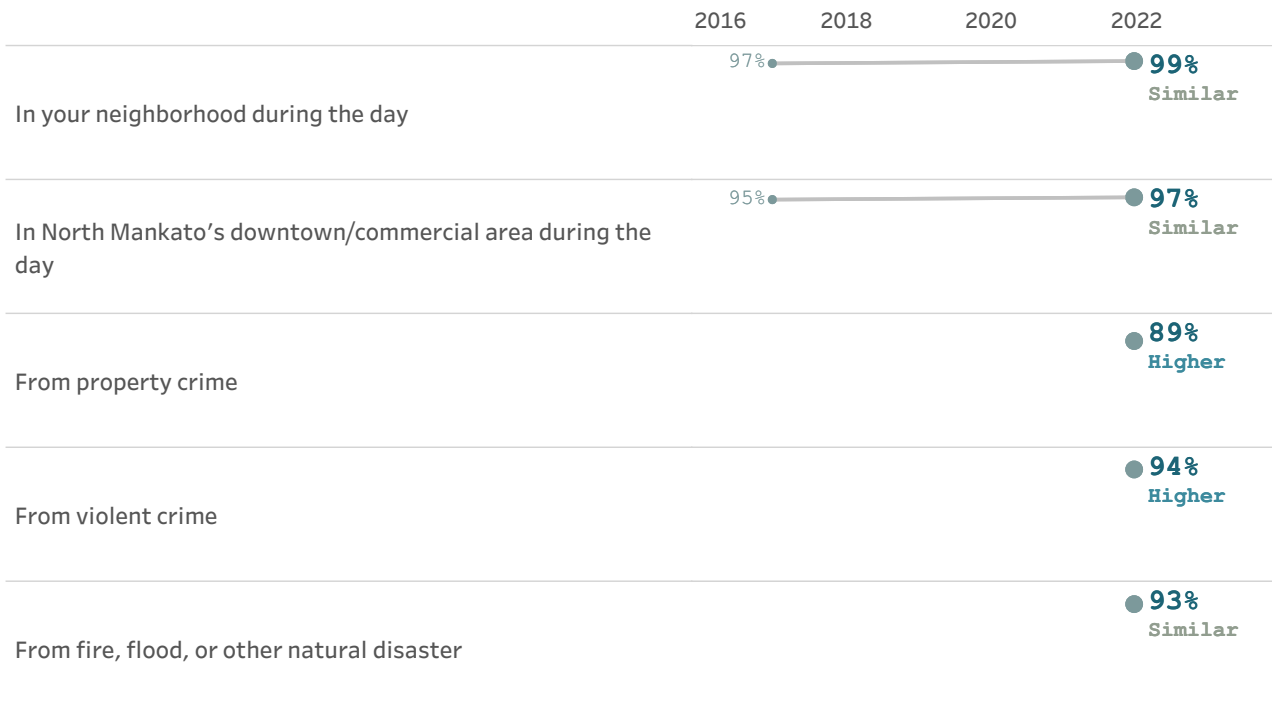 2016 2018 2020 2022
97% 99%
Similar
In your neighborhood during the day
95% 97%
Similar
In North Mankato’s downtown/commercial area during the
day
89%
Higher
From property crime
94%
Higher
From violent crime
93%
Similar
From fire, flood, or other natural disaster